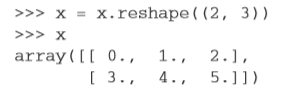 >>> x = x.reshape((2, 3))
>>> x
array([[ 0., 1., 2.],
[ 3., 4., 5.]])